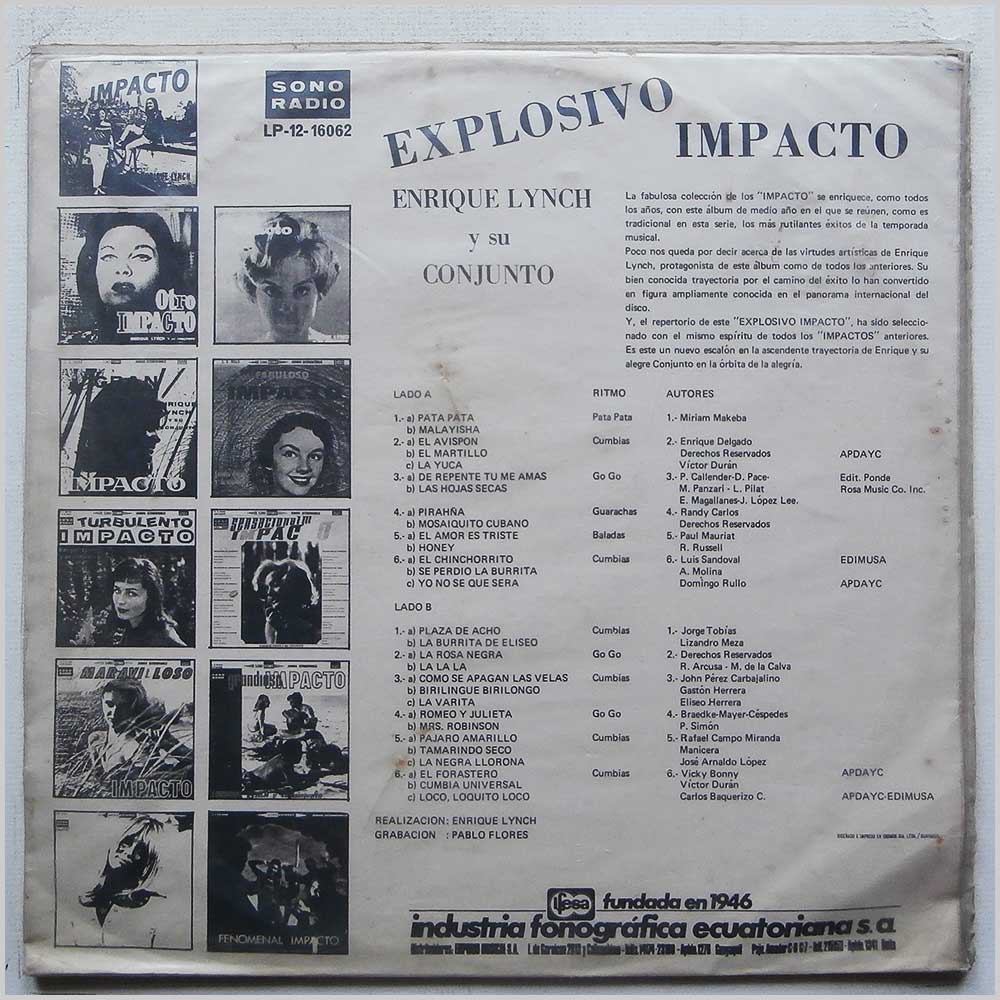 IMPACTO
ENRIQUE LYNCH
SONO
RADIO
LP-12-16062
EXPLOSIVO
IMPACTO
ENRIQUE LYNCH
y su
CONJUNTO
La fabulosa colección de los "IMPACTO" se enriquece, como todos
los años, con este álbum de medio año en el que se reúnen, como es
tradicional en esta serie, los más rutilantes éxitos de la temporada
musical.
Poco nos queda por decir acerca de las virtudes artísticas de Enrique
Lynch, protagonista de este álbum como de todos los anteriores. Su
bien conocida trayectoria por el camino del éxito lo han convertido
en figura ampliamente conocida en el panorama internacional del
disco.
Y, el repertorio de este "EXPLOSIVO IMPACTO", ha sido seleccio-
nado con el mismo espíritu de todos los "IMPACTOS" anteriores.
Es este un nuevo escalón en la ascendente trayectoria de Enrique y su
alegre Conjunto en la órbita de la alegría.
Otro
IMPACTO
GRAN
ENRIQUE
LYNCH
Y SU
CONJUNTO
IMPACTO
FABULOSO
IMPACTO
TURBULENTO
IMPACTO
sensacional
MARAVILLOSO
IMPACTO
grandioso IMPACTO
FENOMENAL IMPACTO
LADO A RITMO AUTORES
1.- a) PATA PATA Pata Pata 1.- Miriam Makeba
b) MALAYISHA
2.- a) EL AVISPON Cumbias 2.- Enrique Delgado
b) EL MARTILLO Derechos Reservados APDAYC
c) LA YUCA Víctor Durán
3.- a) DE REPENTE TU ME AMAS Go Go 3.- P. Callender-D. Pace- Edit. Ponde
b) LAS HOJAS SECAS M. Panzari - L. Pilat Rosa Music Co. Inc.
E. Magallanes-J. López Lee.
4.- a) PIRAHÑA Guarachas 4.- Randy Carlos
b) MOSAIQUITO CUBANO Derechos Reservados
5.- a) EL AMOR ES TRISTE Baladas 5.- Paul Mauriat
b) HONEY R. Russell
6.- a) EL CHINCHORRITO Cumbias 6.- Luis Sandoval EDIMUSA
b) SE PERDIO LA BURRITA A. Molina
c) YO NO SE QUE SERA Domingo Rullo APDAYC
LADO B
1.- a) PLAZA DE ACHO Cumbias 1.- Jorge Tobías
b) LA BURRITA DE ELISEO Lizandro Meza
2.- a) LA ROSA NEGRA Go Go 2.- Derechos Reservados
b) LA LA LA R. Arcusa - M. de la Calva
3.- a) COMO SE APAGAN LAS VELAS Cumbias 3.- John Pérez Carbajalino
b) BIRILINGUE BIRILONGO Gastón Herrera
c) LA VARITA Eliseo Herrera
4.- a) ROMEO Y JULIETA Go Go 4.- Braedke-Mayer-Céspedes
b) MRS. ROBINSON P. Simón
5.- a) PAJARO AMARILLO Cumbias 5.- Rafael Campo Miranda
b) TAMARINDO SECO Manicera
c) LA NEGRA LLORONA José Arnaldo López
6.- a) EL FORASTERO Cumbias 6.- Vicky Bonny APDAYC
b) CUMBIA UNIVERSAL Víctor Durán
c) LOCO, LOQUITO LOCO Carlos Baquerizo C. APDAYC-EDIMUSA
REALIZACION: ENRIQUE LYNCH
GRABACION : PABLO FLORES
DISEÑADO E IMPRESO EN
ifesa fundada en 1946
industria fonográfica ecuatoriana s.a.
distribuidores: